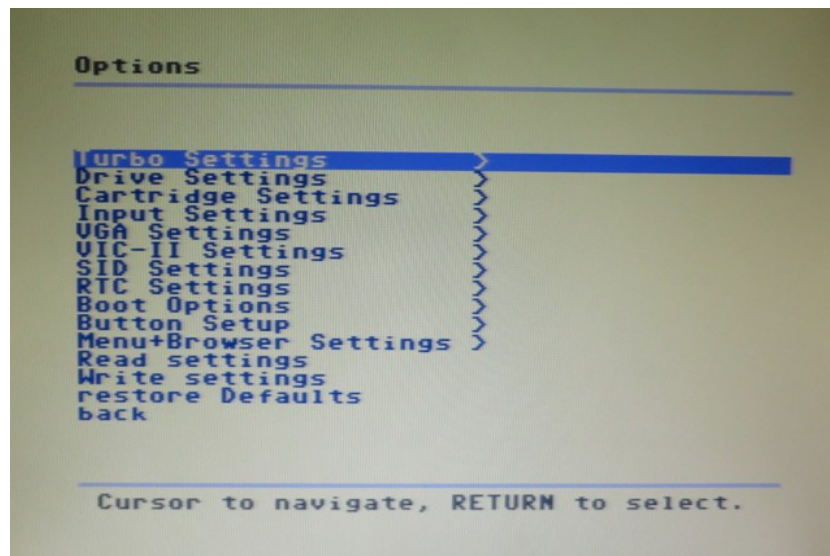 Options
Turbo Settings >
Drive Settings >
Cartridge Settings >
Input Settings >
VGA Settings >
VIC-II Settings >
SID Settings >
RTC Settings >
Boot Options >
Button Setup >
Menu+Browser Settings >
Read settings
Write settings
restore Defaults
back
Cursor to navigate, RETURN to select.